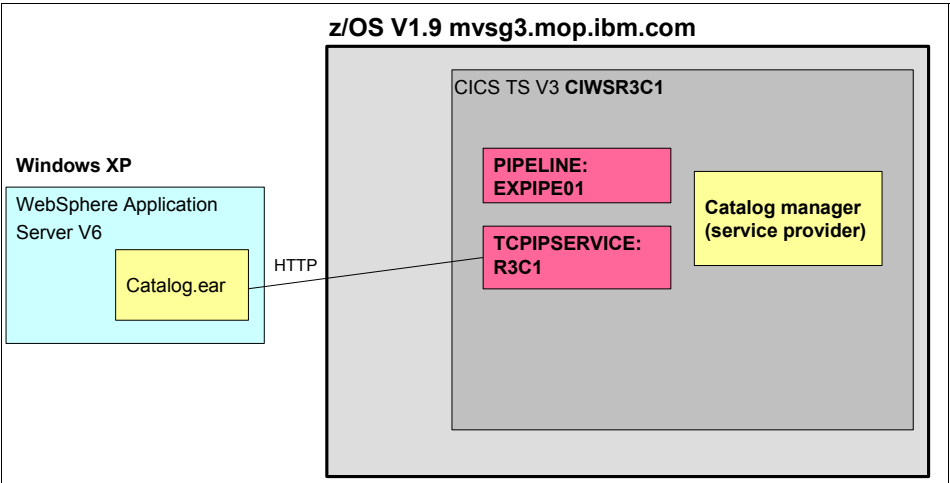 z/OS V1.9 mvsg3.mop.ibm.com
CICS TS V3 CIWSR3C1
Windows XP
WebSphere Application
Server V6
Catalog.ear
HTTP
PIPELINE:
EXPIPE01
TCPIPSERVICE:
R3C1
Catalog manager
(service provider)